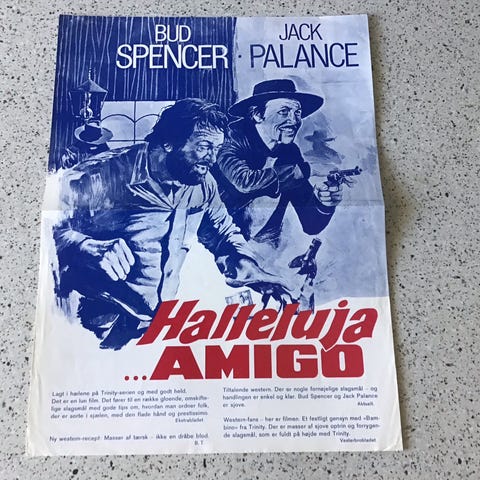 BUD
SPENCER
JACK
PALANCE
Halleluja
...AMIGO
Lagt i hælene på Trinity-serien og med godt held.
Det er en lun film. Det fører til en række gloende, omskifte-
lige slagsmål med gode tips om, hvordan man ordner folk,
der er sorte i sjælen, med den flade hånd og prestissimo.
Ekstrabladet.
Ny western-recept: Masser af tærsk – ikke en dråbe blod.
B.T.
Tiltalende western. Der er nogle fornøjelige slagsmål – og
handlingen er enkel og klar. Bud Spencer og Jack Palance
er sjove.
Aktuelt.
Western-fans – her er filmen. Et festligt gensyn med «Bam-
bino» fra Trinity. Der er masser af sjove optrin og forrygen-
de slagsmål, som er fuldt på højde med Trinity.
Vesterbrobladet.